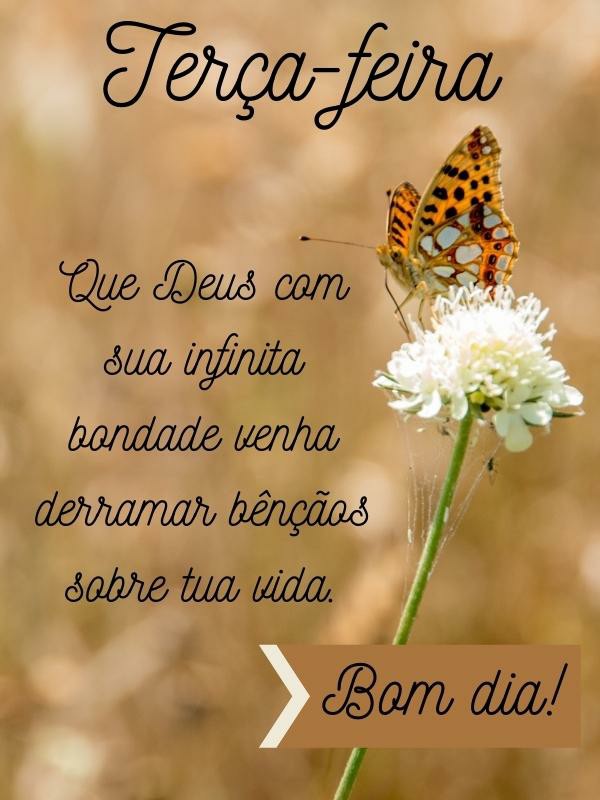 Terça-feira
Que Deus com
sua infinita
bondade venha
derramar bênçãos
sobre tua vida.
Bom dia!